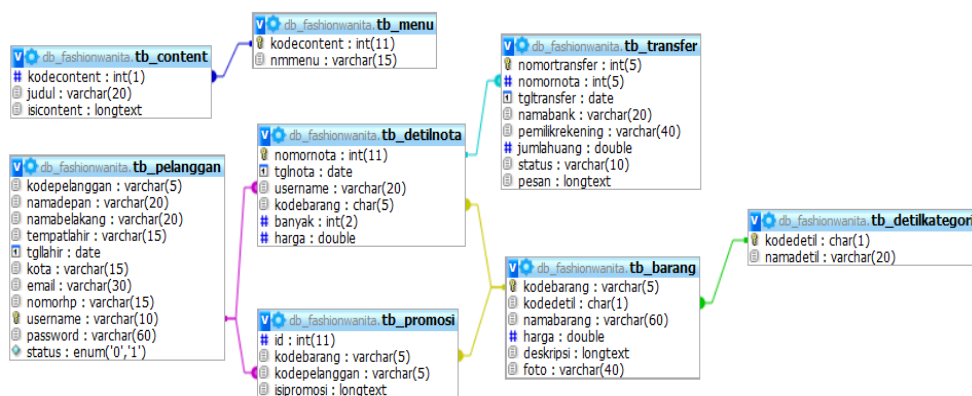 db_fashionwanita.tb_content
kodecontent : int(1)
judul : varchar(20)
isicontent : longtext
db_fashionwanita.tb_menu
kodecontent : int(11)
nmmenu : varchar(15)
db_fashionwanita.tb_transfer
nomortransfer : int(5)
nomornota : int(5)
tgltransfer : date
namabank : varchar(20)
pemilikrekening : varchar(40)
jumlahuang : double
status : varchar(10)
pesan : longtext
db_fashionwanita.tb_detilnota
nomornota : int(11)
tglnota : date
username : varchar(20)
kodebarang : char(5)
banyak : int(2)
harga : double
db_fashionwanita.tb_pelanggan
kodepelanggan : varchar(5)
namadepan : varchar(20)
namabelakang : varchar(20)
tempatlahir : varchar(15)
tgllahir : date
kota : varchar(15)
email : varchar(30)
nomorhp : varchar(15)
username : varchar(10)
password : varchar(60)
status : enum('0','1')
db_fashionwanita.tb_promosi
id : int(11)
kodebarang : varchar(5)
kodepelanggan : varchar(5)
isipromosi : longtext
db_fashionwanita.tb_barang
kodebarang : varchar(5)
kodedetil : char(1)
namabarang : varchar(60)
harga : double
deskripsi : longtext
foto : varchar(40)
db_fashionwanita.tb_detilkategori
kodedetil : char(1)
namadetil : varchar(20)